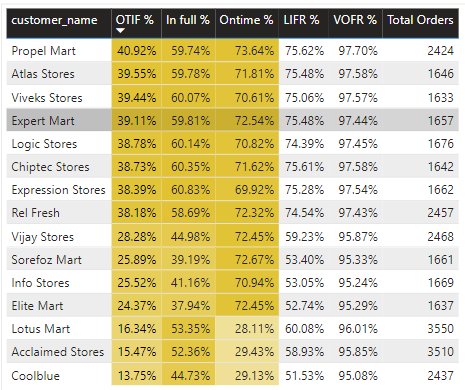 customer_name OTIF % In full % Ontime % LIFR % VOFR % Total Orders
Propel Mart 40.92% 59.74% 73.64% 75.62% 97.70% 2424
Atlas Stores 39.55% 59.78% 71.81% 75.48% 97.58% 1646
Viveks Stores 39.44% 60.07% 70.61% 75.06% 97.57% 1633
Expert Mart 39.11% 59.81% 72.54% 75.48% 97.44% 1657
Logic Stores 38.78% 60.14% 70.82% 74.39% 97.45% 1676
Chiptec Stores 38.73% 60.35% 71.62% 75.61% 97.58% 1642
Expression Stores 38.39% 60.83% 69.92% 75.28% 97.54% 1662
Rel Fresh 38.18% 58.69% 72.32% 74.54% 97.43% 2457
Vijay Stores 28.28% 44.98% 72.45% 59.23% 95.87% 2468
Sorefoz Mart 25.89% 39.19% 72.67% 53.40% 95.33% 1661
Info Stores 25.52% 41.16% 70.94% 53.05% 95.24% 1669
Elite Mart 24.37% 37.94% 72.45% 52.74% 95.29% 1637
Lotus Mart 16.34% 53.35% 28.11% 60.08% 96.01% 3550
Acclaimed Stores 15.47% 52.36% 29.43% 58.93% 95.85% 3510
Coolblue 13.75% 44.73% 29.13% 51.53% 95.08% 2437